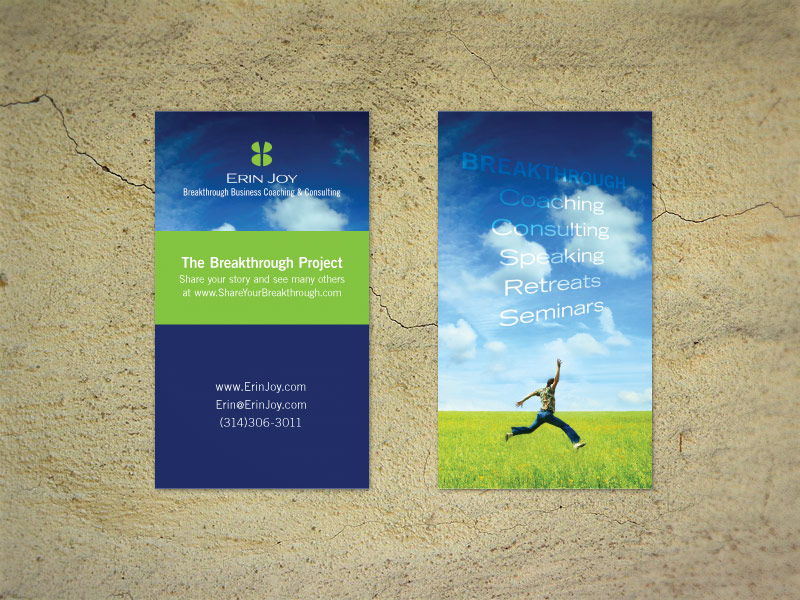 Erin Joy
Breakthrough Business Coaching & Consulting
The Breakthrough Project
Share your story and see many others
at www.ShareYourBreakthrough.com
www.ErinJoy.com
Erin@ErinJoy.com
(314)306-3011
BREAKTHROUGH
Coaching
Consulting
Speaking
Retreats
Seminars